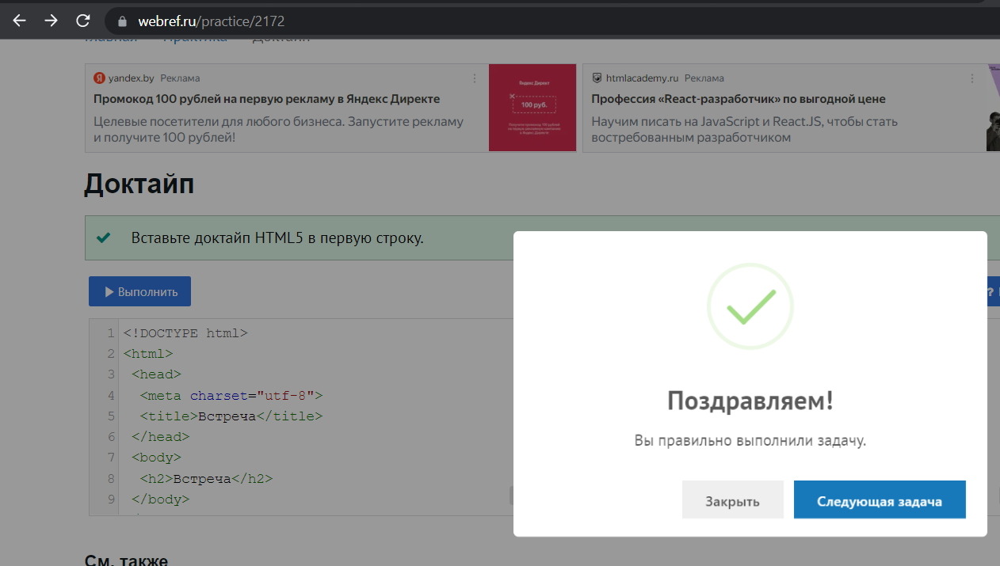 webref.ru/practice/2172
Главная Практика Доктайп
yandex.by Реклама
Промокод 100 рублей на первую рекламу в Яндекс Директе
Целевые посетители для любого бизнеса. Запустите рекламу
и получите 100 рублей!
Яндекс Директ
100 руб.
htmlacademy.ru Реклама
Профессия «React-разработчик» по выгодной цене
Научим писать на JavaScript и React.JS, чтобы стать
востребованным разработчиком
Доктайп
Вставьте доктайп HTML5 в первую строку.
Выполнить
?
1 <!DOCTYPE html>
2 <html>
3 <head>
4 <meta charset="utf-8">
5 <title>Встреча</title>
6 </head>
7 <body>
8 <h2>Встреча</h2>
9 </body>
Поздравляем!
Вы правильно выполнили задачу.
Закрыть
Следующая задача
См. также